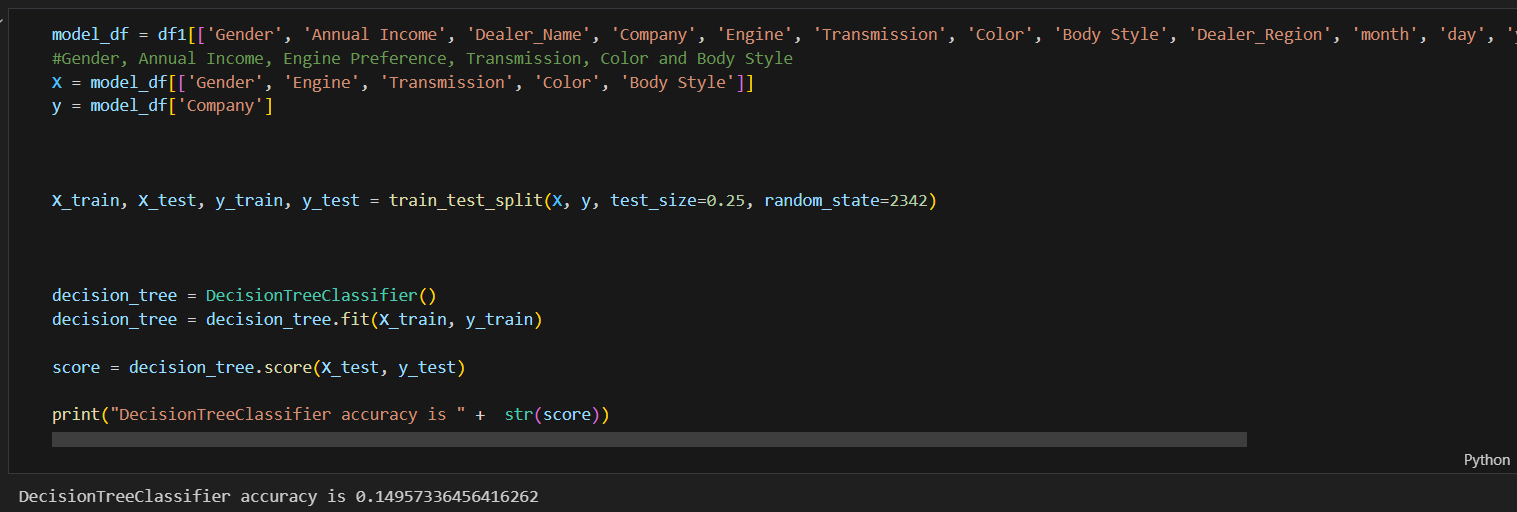 model_df = df1[['Gender', 'Annual Income', 'Dealer_Name', 'Company', 'Engine', 'Transmission', 'Color', 'Body Style', 'Dealer_Region', 'month', 'day', '
#Gender, Annual Income, Engine Preference, Transmission, Color and Body Style
X = model_df[['Gender', 'Engine', 'Transmission', 'Color', 'Body Style']]
y = model_df['Company']
X_train, X_test, y_train, y_test = train_test_split(X, y, test_size=0.25, random_state=2342)
decision_tree = DecisionTreeClassifier()
decision_tree = decision_tree.fit(X_train, y_train)
score = decision_tree.score(X_test, y_test)
print("DecisionTreeClassifier accuracy is " +  str(score))
Python
DecisionTreeClassifier accuracy is 0.14957336456416262